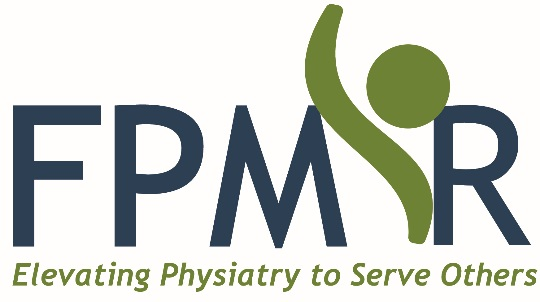 FPMR
Elevating Physiatry to Serve Others